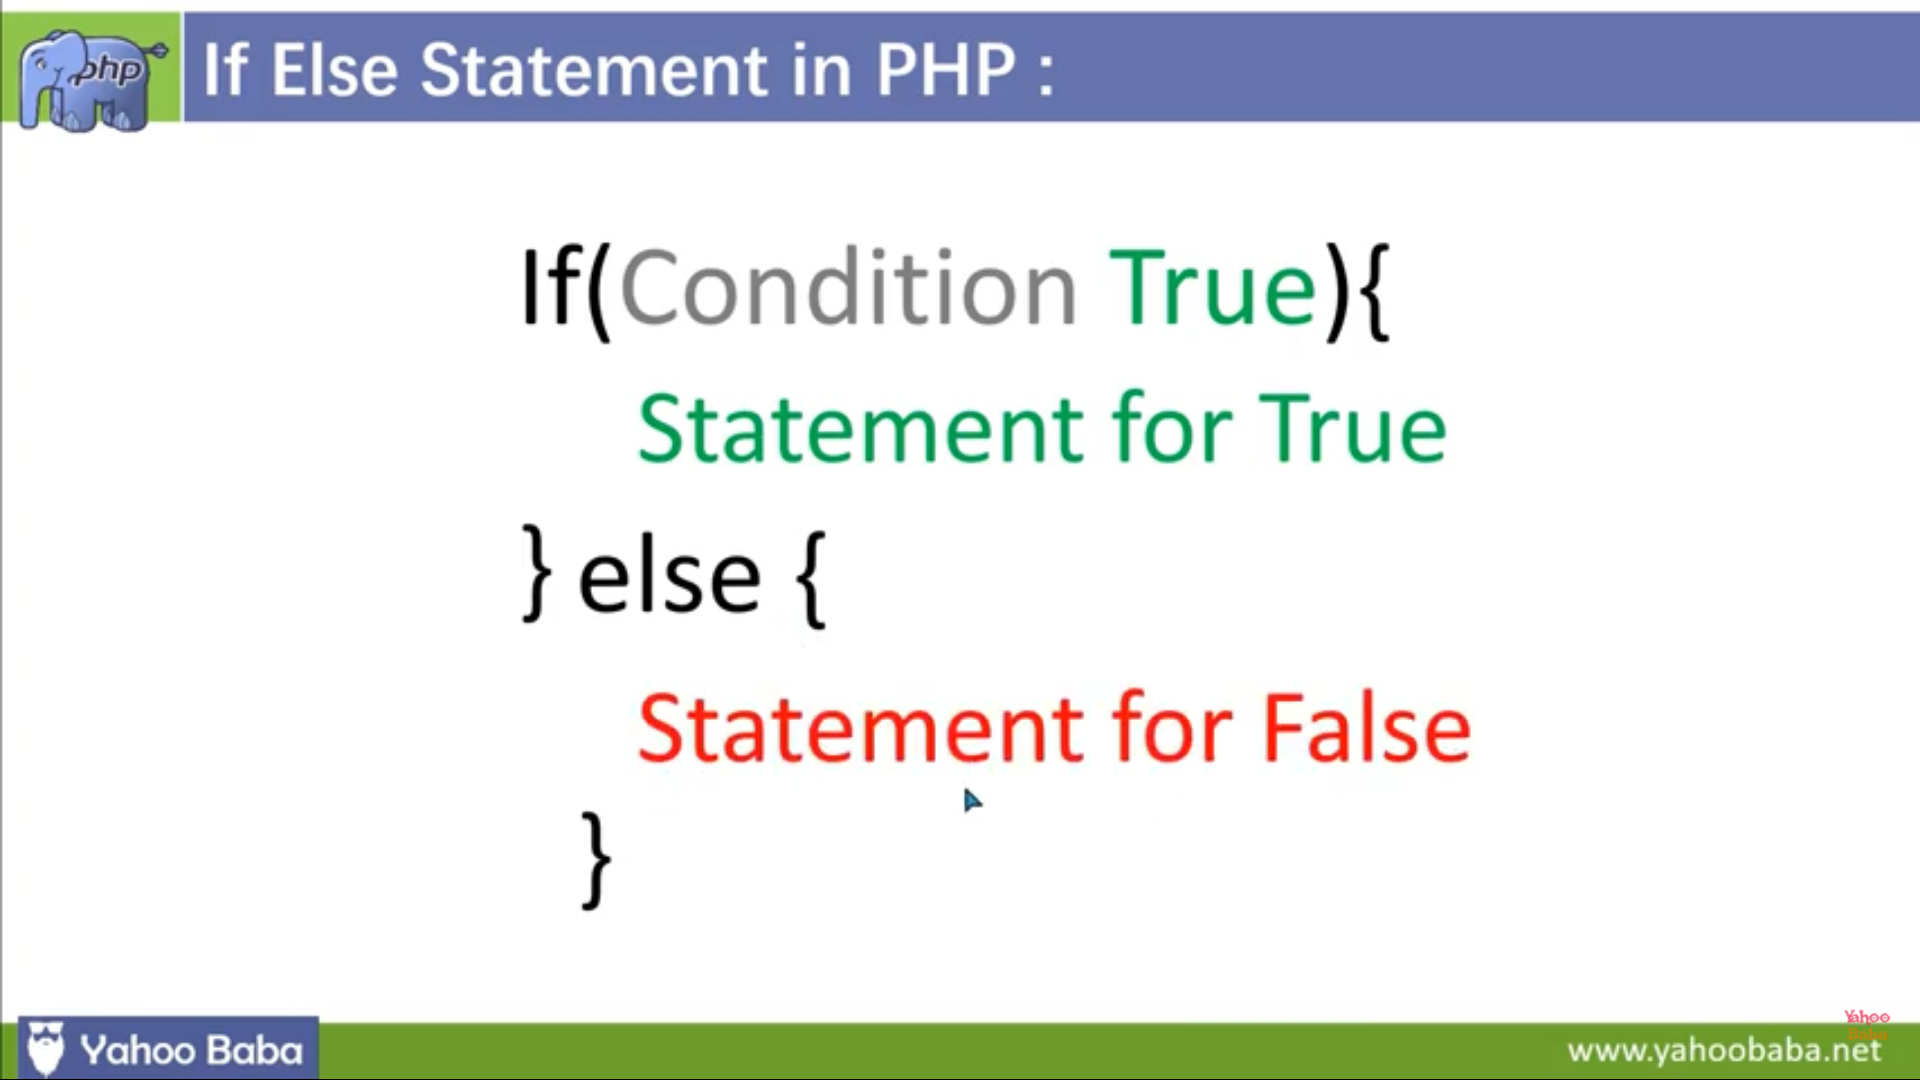 php
If Else Statement in PHP :
If(Condition True){
Statement for True
} else {
Statement for False
}
Yahoo Baba
Yahoo
Baba
www.yahoobaba.net